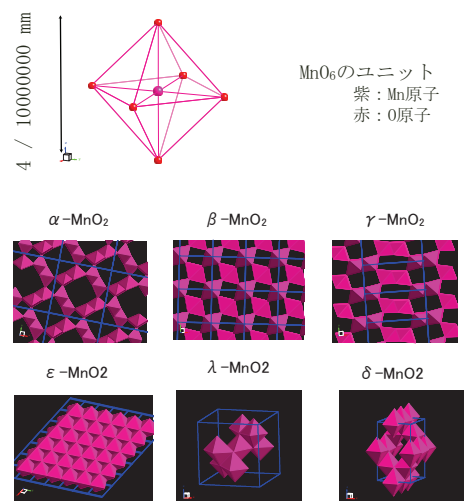 4 / 10000000 mm
MnO₆のユニット
紫：Mn原子
赤：O原子
α-MnO₂
β-MnO₂
γ-MnO₂
ε-MnO2
λ-MnO2
δ-MnO2